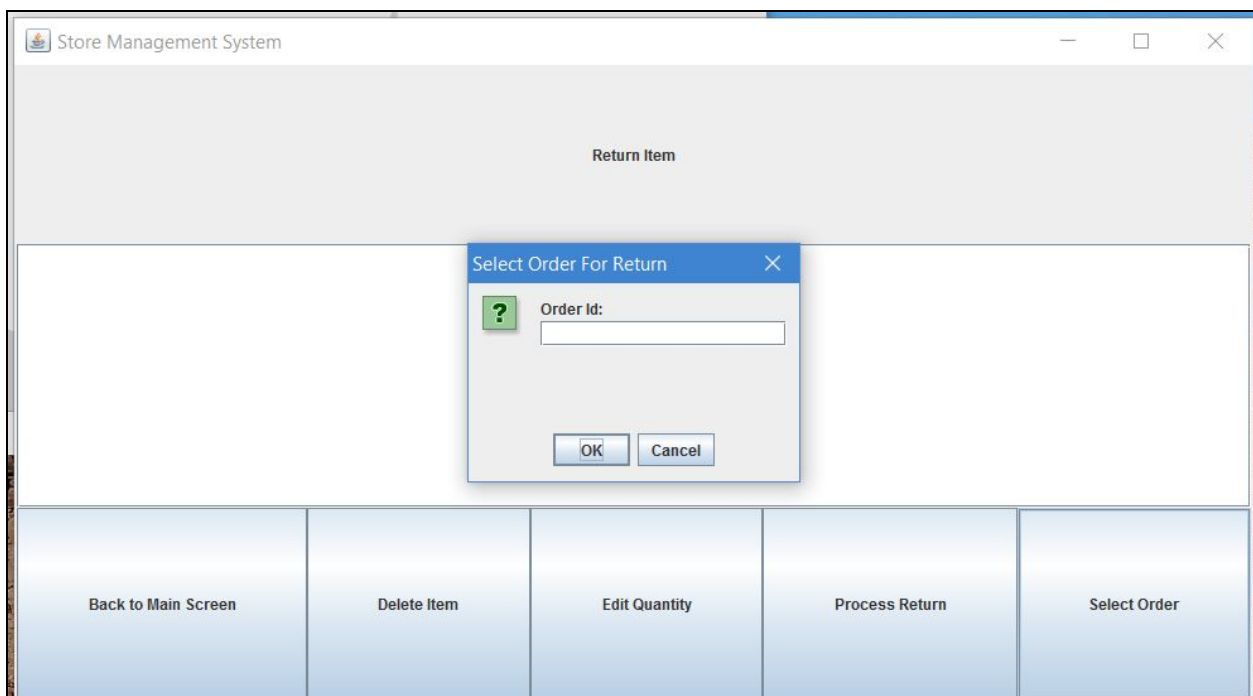 Store Management System
Return Item
Select Order For Return
?
Order Id:
OK Cancel
Back to Main Screen Delete Item Edit Quantity Process Return Select Order